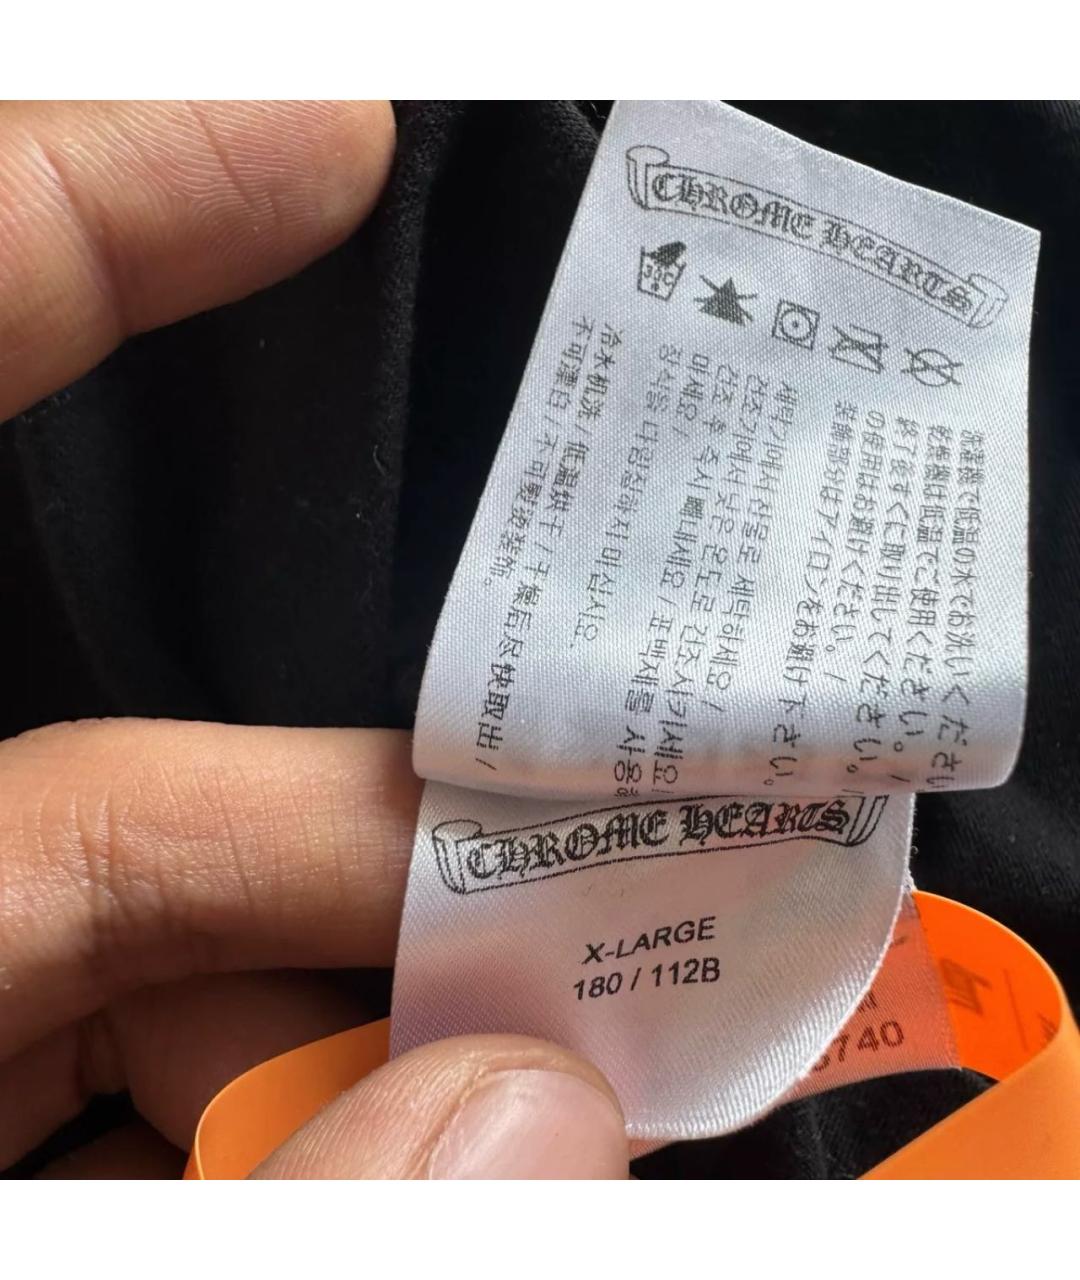 CHROME HEARTS
30C
洗濯機で低温の水でお洗いくださ
乾燥機は低温でご使用ください。/
終了後すぐに取り出してください。/
の使用はお避けください。/
装飾部分はアイロンをお避け下さい。
세탁기에서 찬물로 세탁하세요 /
건조기에서 낮은 온도로 건조시키세요 /
건조 후 즉시 빼내세요 / 표백제를 사용하
마세요 /
장식을 다림질하지 마십시오.
冷水机洗 / 低温烘干 / 干燥后尽快取出 /
不可漂白 / 不可熨烫装饰。
CHROME HEARTS
X-LARGE
180 / 112B
740